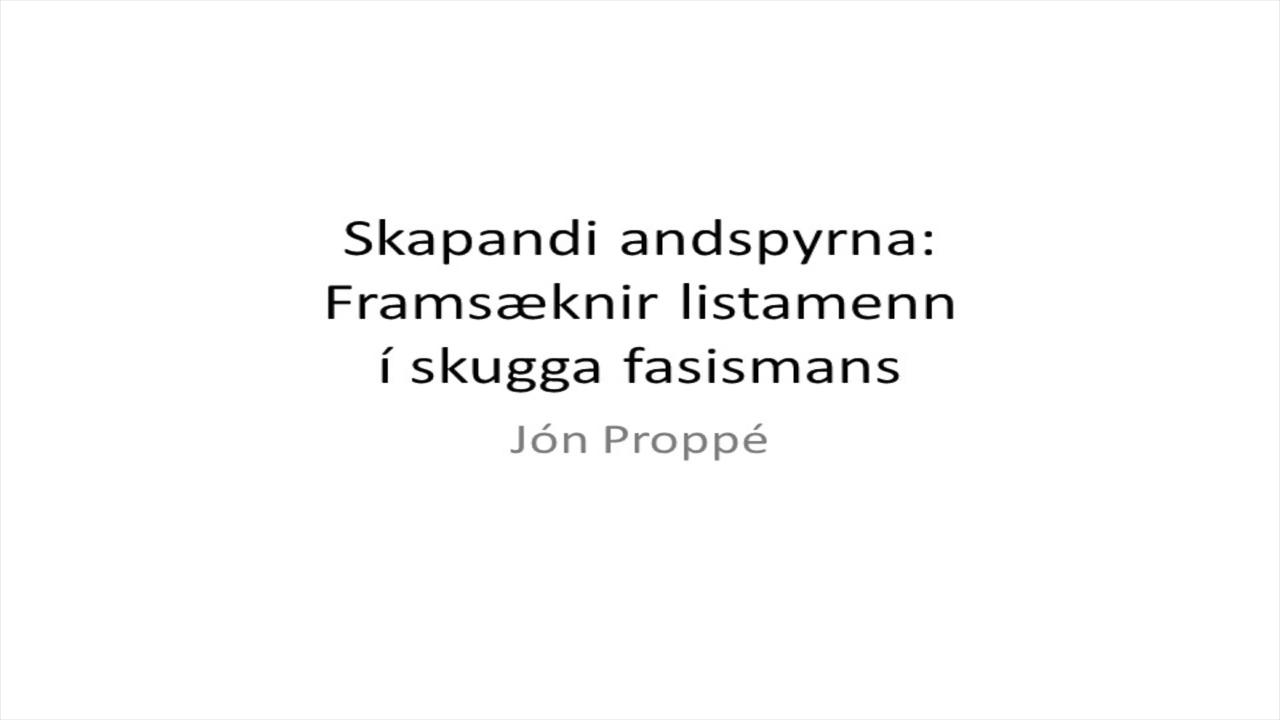 Skapandi andspyrna:
Framsæknir listamenn
í skugga fasismans
Jón Proppé